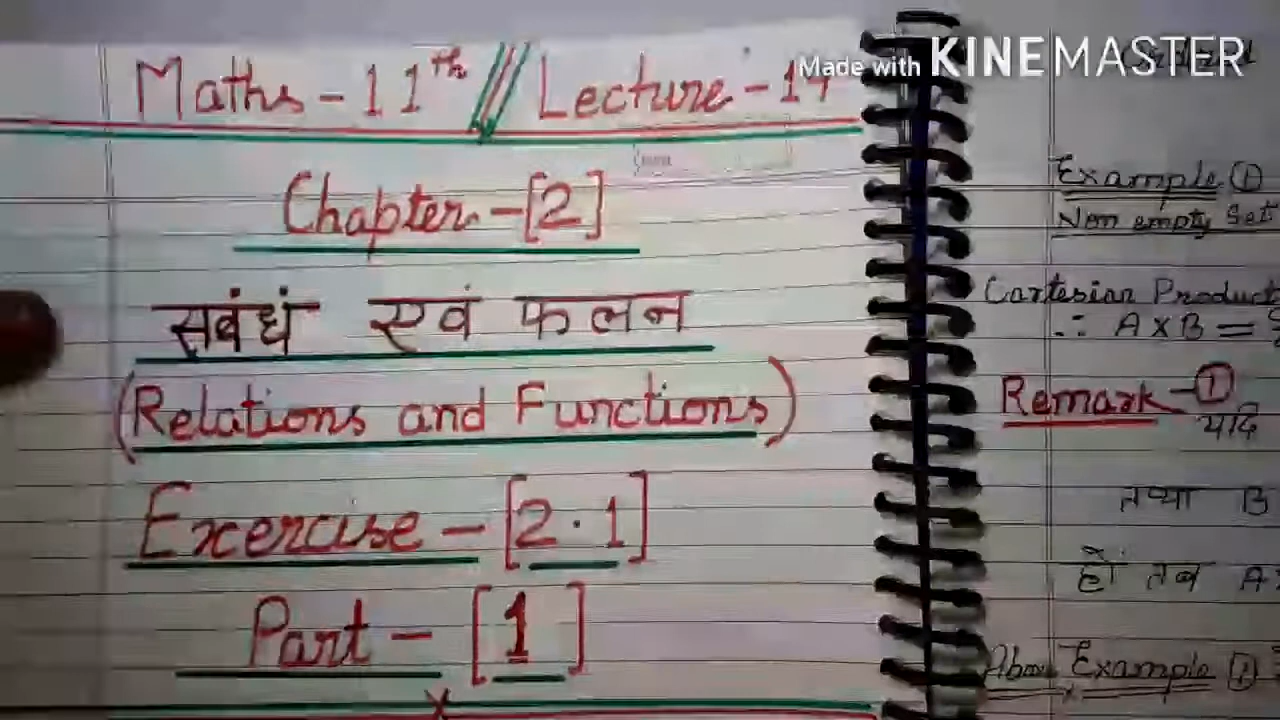 Maths - 11th // Lecture - 14
Chapter - [2]
सबंधं एवं फलन
(Relations and Functions)
Exercise - [2.1]
Part - [1]
Made with KINEMASTER
Example ①
Non empty Set
Cartesian Product
∴ A X B =
Remark - ①
यदि
तथा B
हो तब A
Example ①